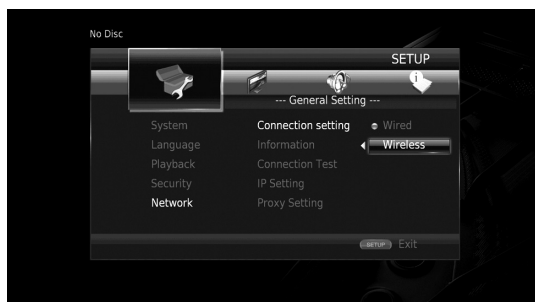 No Disc
SETUP
--- General Setting ---
System
Connection setting
Wired
Language
Information
Wireless
Playback
Connection Test
Security
IP Setting
Network
Proxy Setting
SETUP Exit